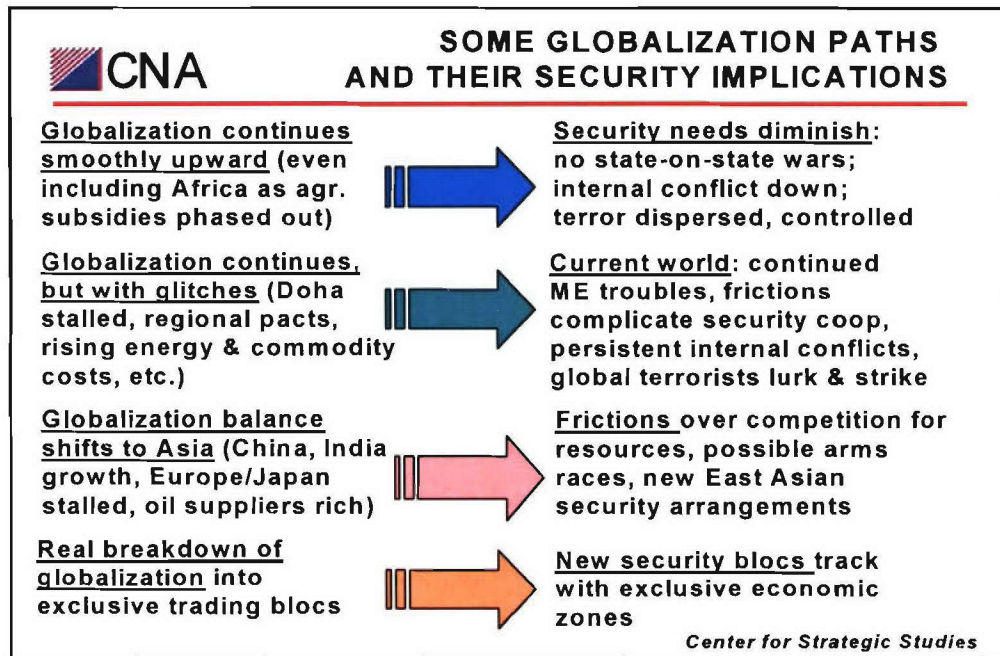 CNA
SOME GLOBALIZATION PATHS
AND THEIR SECURITY IMPLICATIONS
Globalization continues
smoothly upward (even
including Africa as agr.
subsidies phased out)
Security needs diminish:
no state-on-state wars;
internal conflict down;
terror dispersed, controlled
Globalization continues,
but with glitches (Doha
stalled, regional pacts,
rising energy & commodity
costs, etc.)
Current world: continued
ME troubles, frictions
complicate security coop,
persistent internal conflicts,
global terrorists lurk & strike
Globalization balance
shifts to Asia (China, India
growth, Europe/Japan
stalled, oil suppliers rich)
Frictions over competition for
resources, possible arms
races, new East Asian
security arrangements
Real breakdown of
globalization into
exclusive trading blocs
New security blocs track
with exclusive economic
zones
Center for Strategic Studies